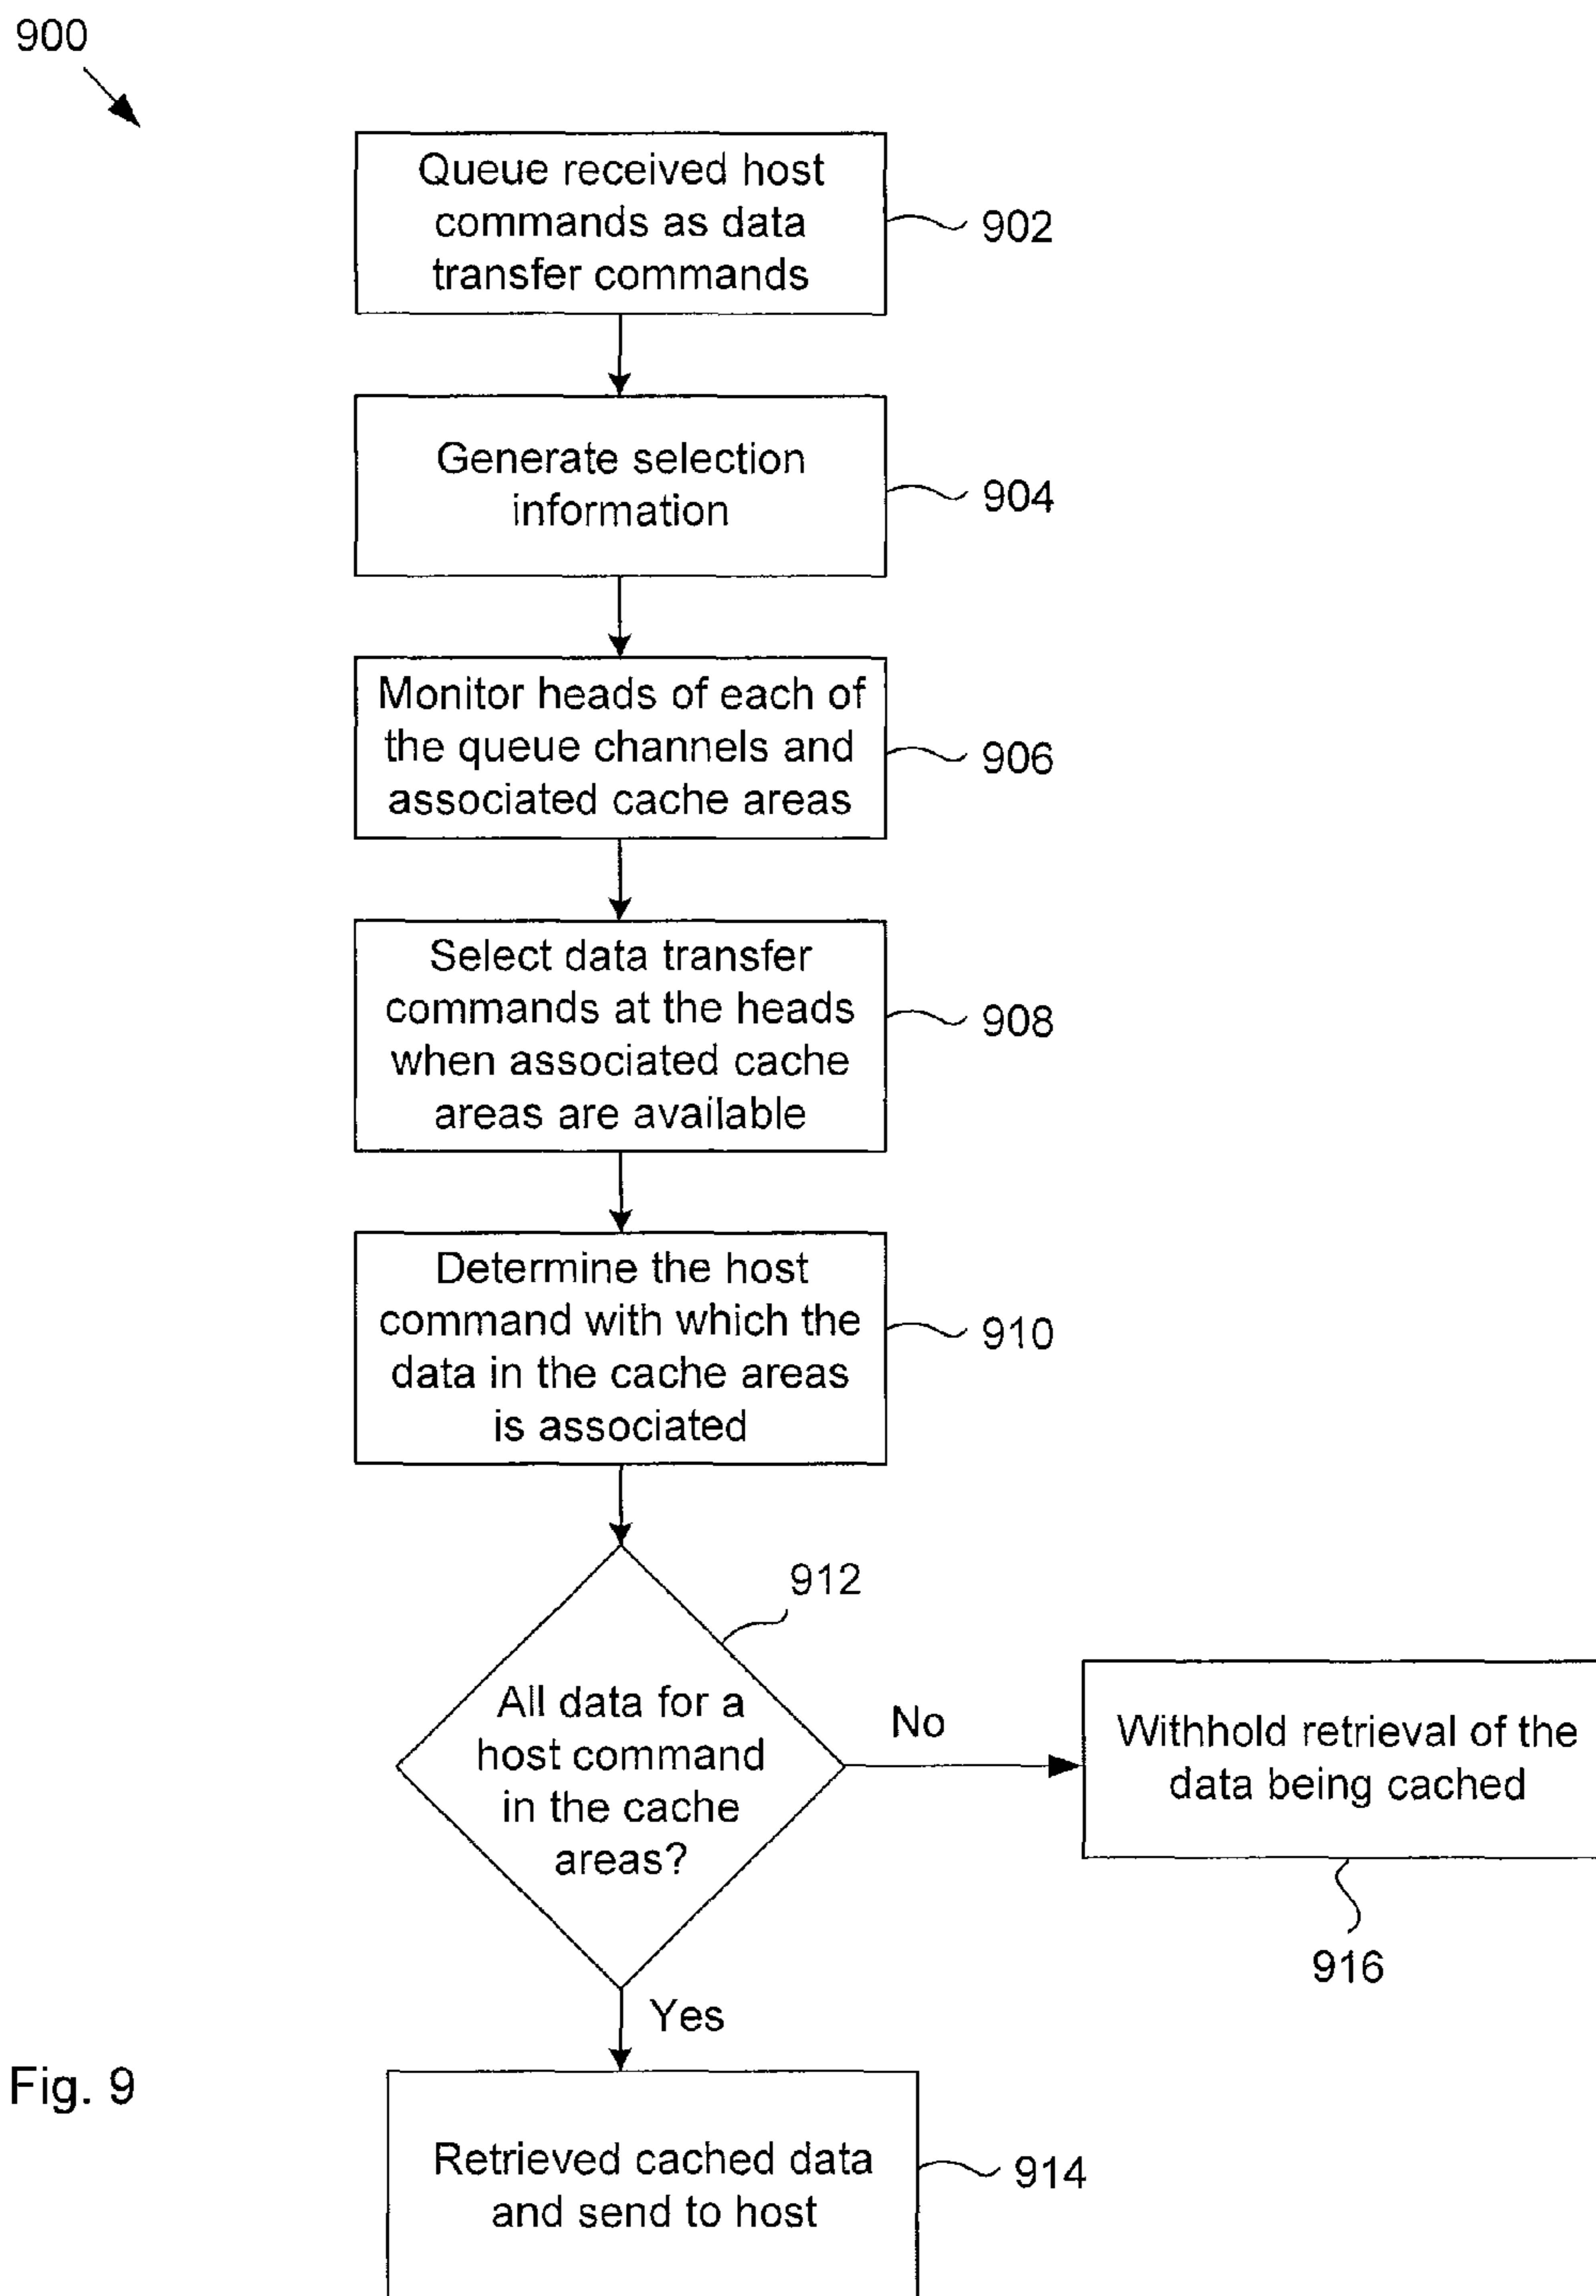 900
Queue received host
commands as data
transfer commands
902
Generate selection
information
904
Monitor heads of each of
the queue channels and
associated cache areas
906
Select data transfer
commands at the heads
when associated cache
areas are available
908
Determine the host
command with which the
data in the cache areas
is associated
910
912
All data for a
host command
in the cache
areas?
No
Withhold retrieval of the
data being cached
916
Yes
Fig. 9
Retrieved cached data
and send to host
914